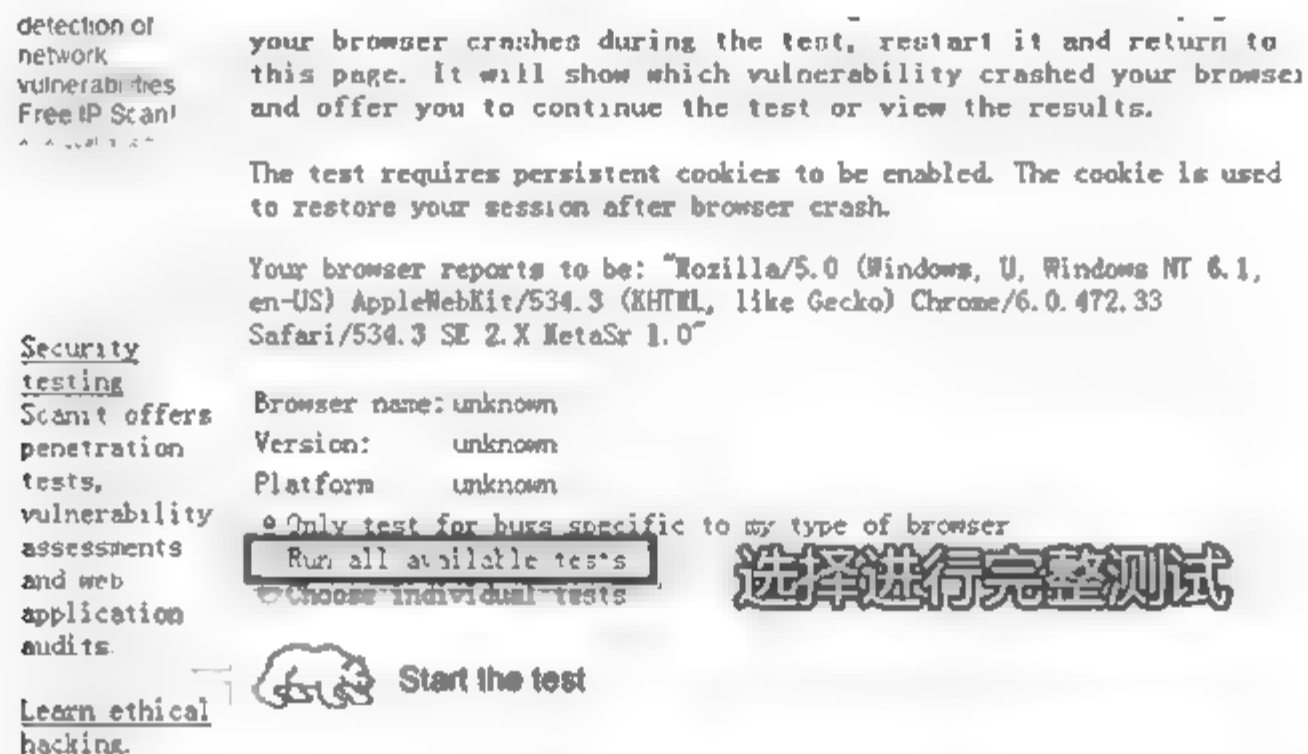 detection of
network
vulnerabilities
Free IP Scan!
your browser crashes during the test, restart it and return to
this page. It will show which vulnerability crashed your browser
and offer you to continue the test or view the results.
The test requires persistent cookies to be enabled. The cookie is used
to restore your session after browser crash.
Your browser reports to be: "Mozilla/5.0 (Windows, U, Windows NT 6.1,
en-US) AppleWebKit/534.3 (KHTML, like Gecko) Chrome/6.0.472.33
Safari/534.3 SE 2.X MetaSr 1.0"
Security
testing
Scanit offers
penetration
tests,
vulnerability
assessments
and web
application
audits.
Learn ethical
hacking.
Browser name: unknown
Version: unknown
Platform unknown
Only test for bugs specific to my type of browser
Run all available tests
Choose individual tests
选择进行完整测试
Start the test